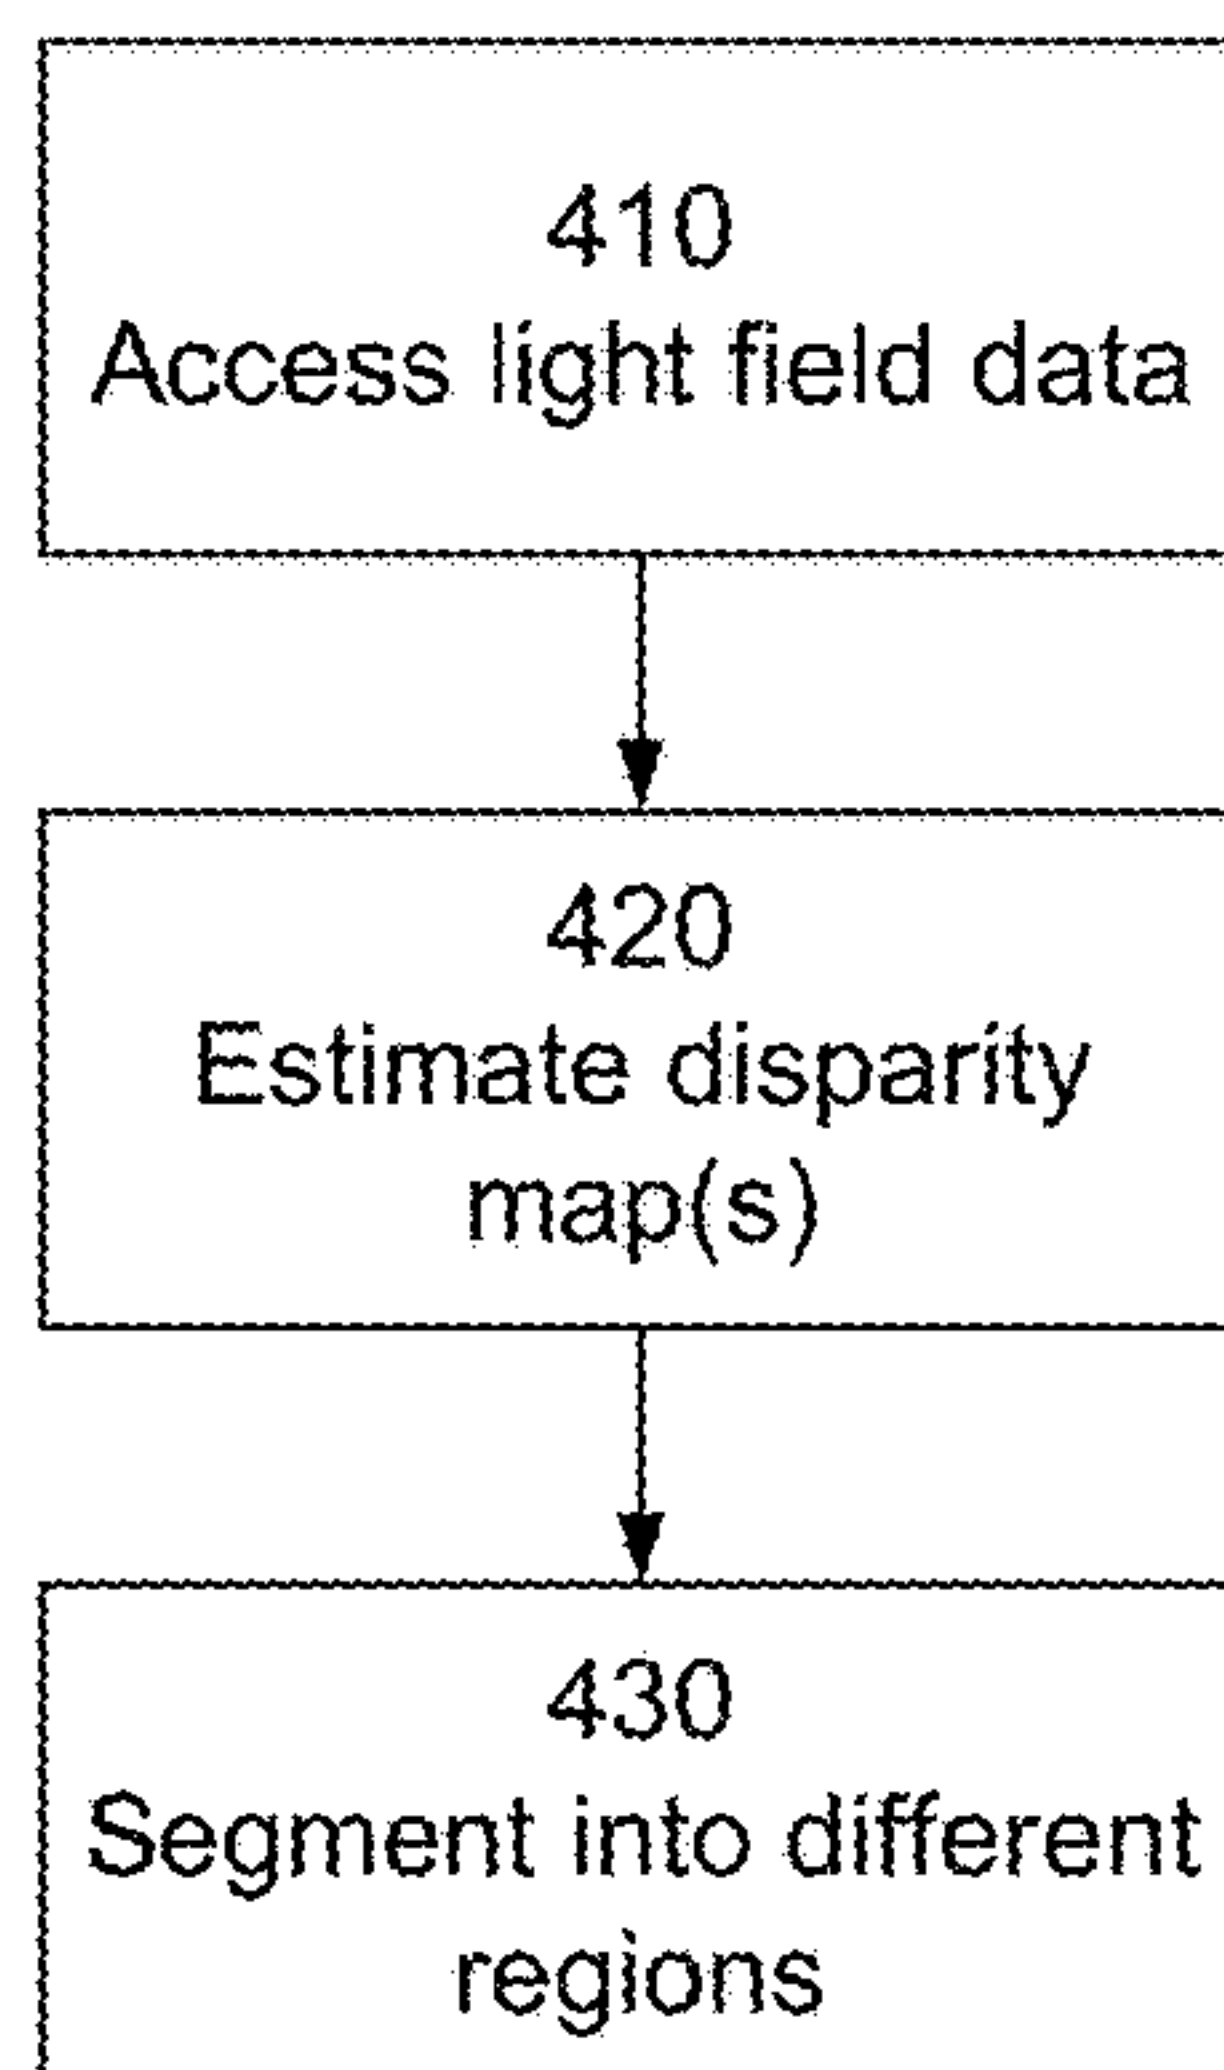 410
Access light field data
420
Estimate disparity
map(s)
430
Segment into different
regions